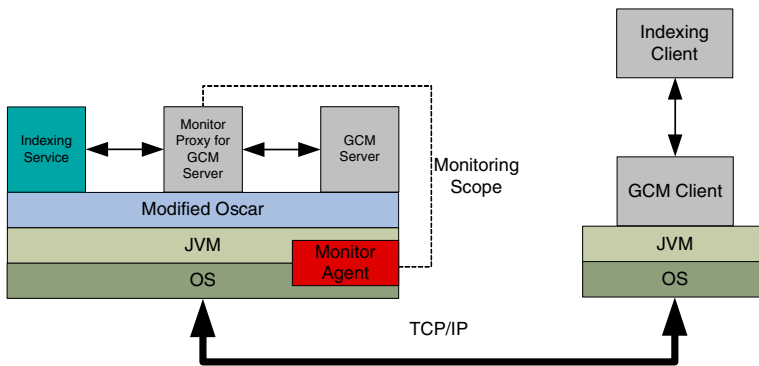 Indexing
Client
Indexing
Service
Monitor
Proxy for
GCM
Server
GCM
Server
Monitoring
Scope
GCM Client
Modified Oscar
JVM
Monitor
Agent
OS
JVM
OS
TCP/IP